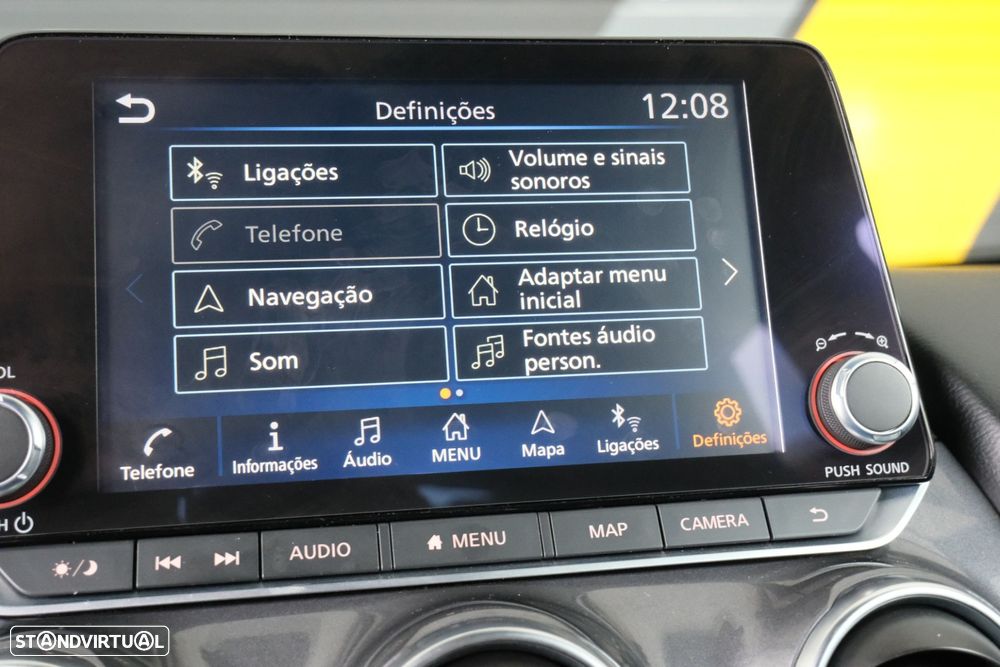 Definições
12:08
Ligações
Volume e sinais
sonoros
Telefone
Relógio
Navegação
Adaptar menu
inicial
Som
Fontes áudio
person.
Telefone
Informações
Áudio
MENU
Mapa
Ligações
Definições
PUSH SOUND
AUDIO
MENU
MAP
CAMERA
STANDVIRTUAL